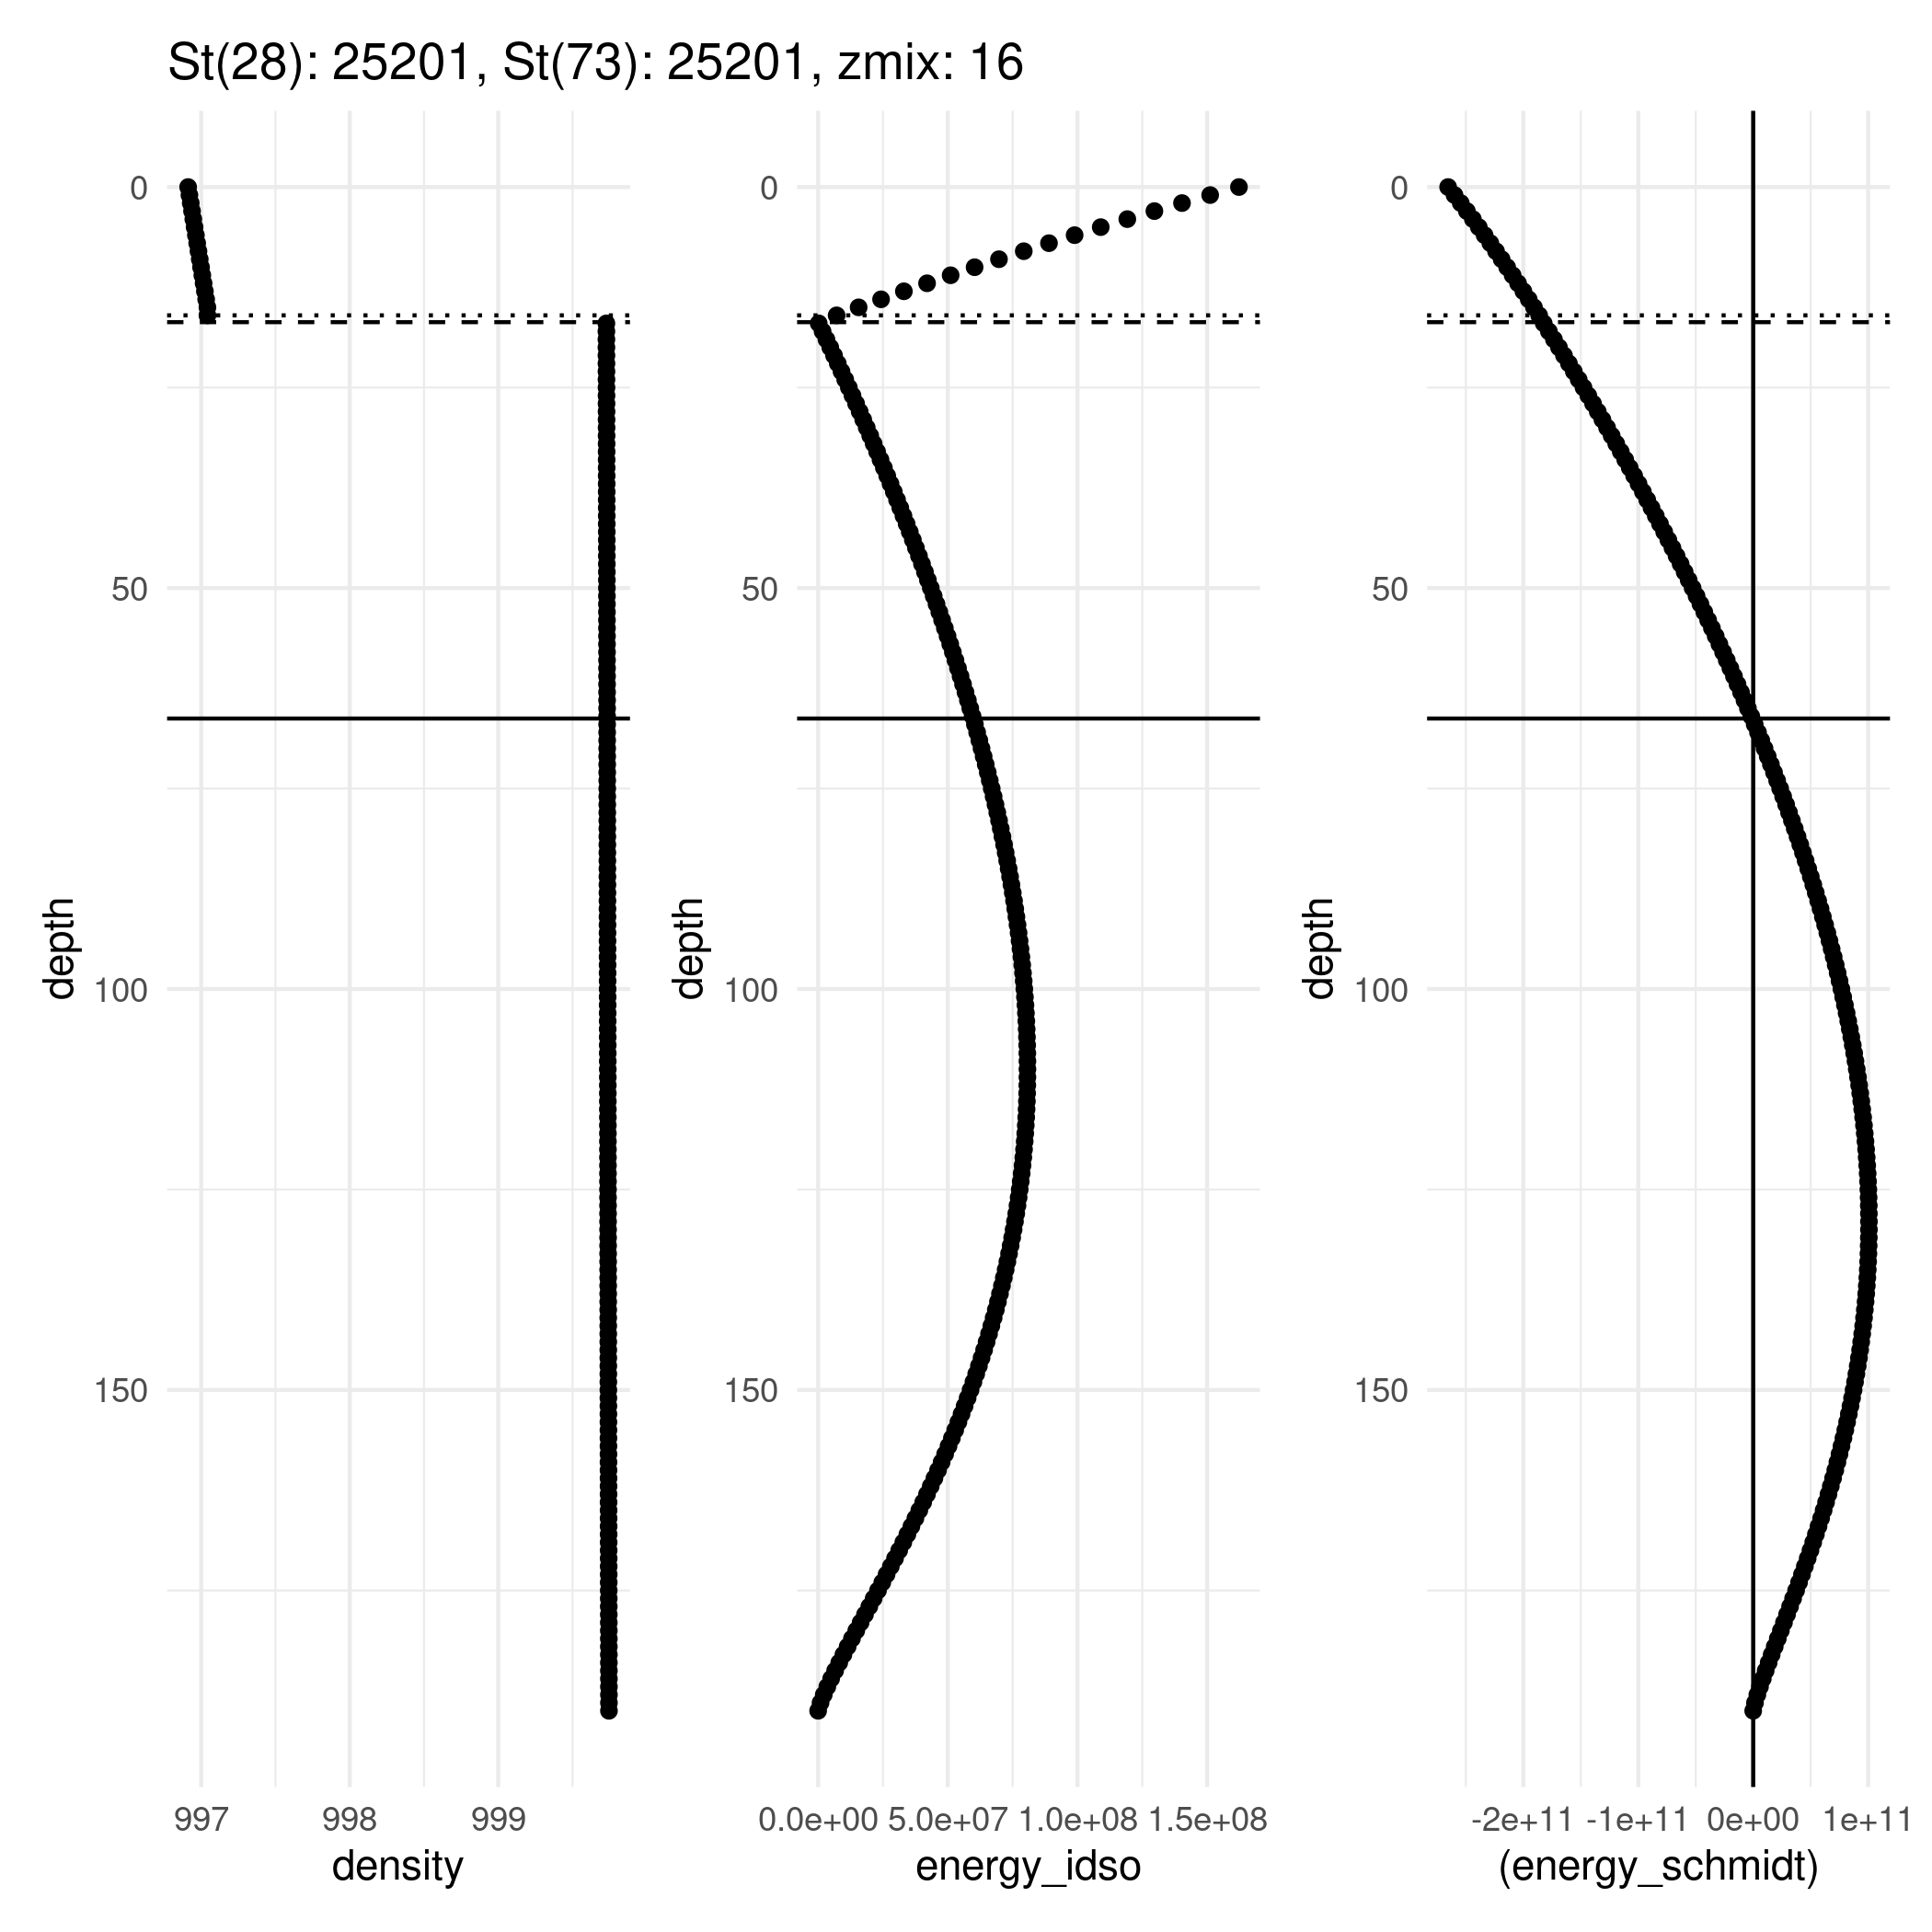 St(28): 25201, St(73): 25201, zmix: 16
0
50
100
150
depth
997 998 999
density
0
50
100
150
depth
0.0e+00 5.0e+07 1.0e+08 1.5e+08
energy_idso
0
50
100
150
depth
-2e+11 -1e+11 0e+00 1e+11
(energy_schmidt)